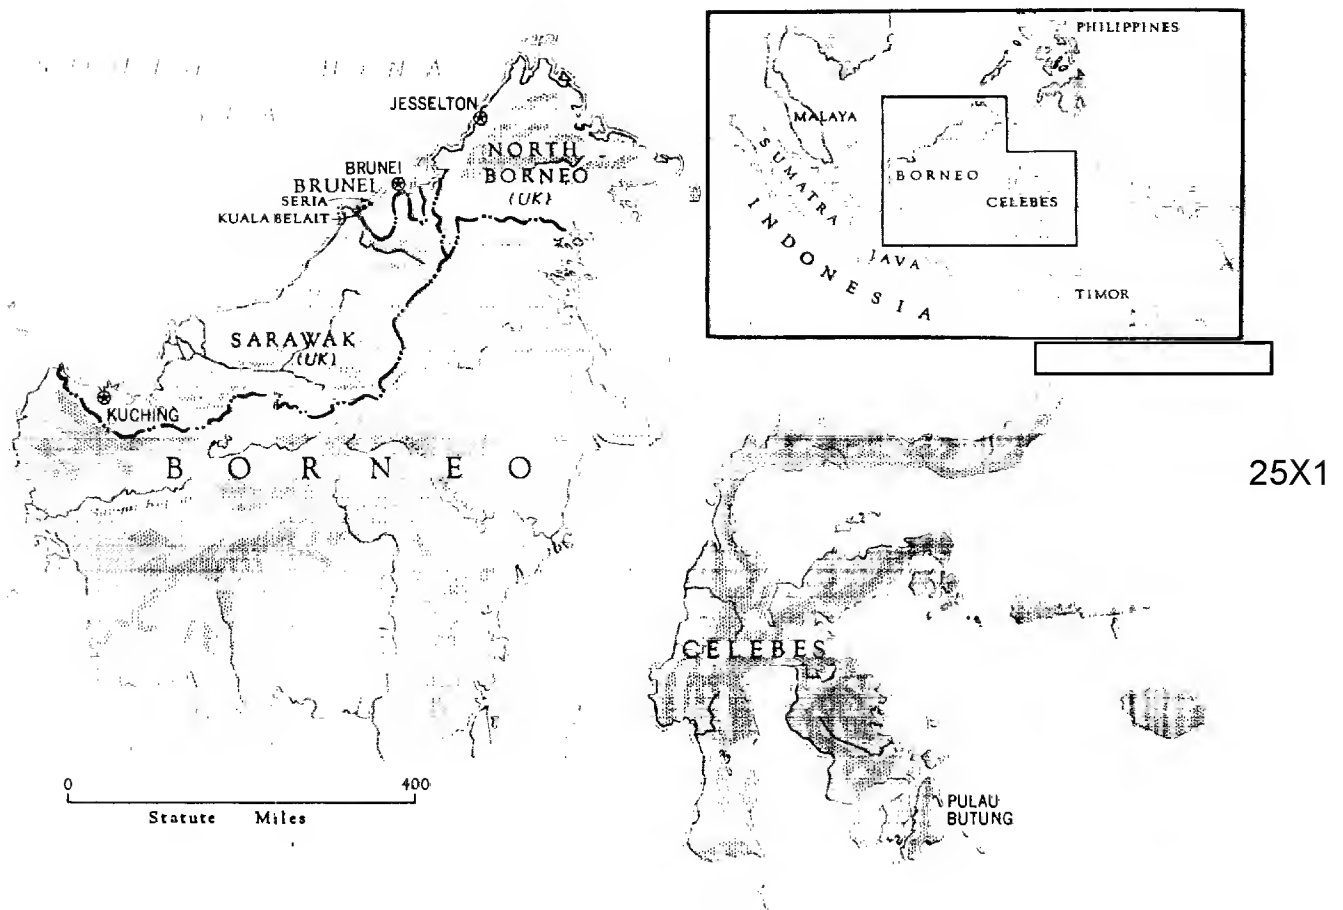 PHILIPPINES
MALAYA
SUMATRA
BORNEO
CELEBES
INDONESIA
JAVA
TIMOR
JESSELTON
NORTH
BORNEO
(UK)
BRUNEI
BRUNEI
SERIA
KUALA BELAIT
SARAWAK
(UK)
KUCHING
BORNEO
25X1
CELEBES
PULAU
BUTUNG
0 400
Statute Miles